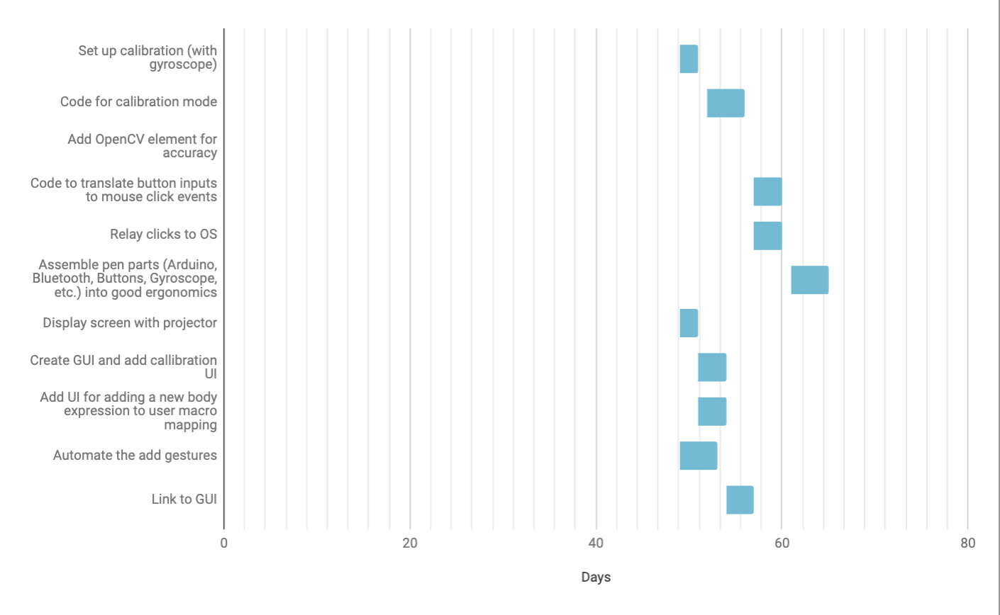 Set up calibration (with
gyroscope)
Code for calibration mode
Add OpenCV element for
accuracy
Code to translate button inputs
to mouse click events
Relay clicks to OS
Assemble pen parts (Arduino,
Bluetooth, Buttons, Gyroscope,
etc.) into good ergonomics
Display screen with projector
Create GUI and add callibration
UI
Add UI for adding a new body
expression to user macro
mapping
Automate the add gestures
Link to GUI
0 20 40 60 80
Days